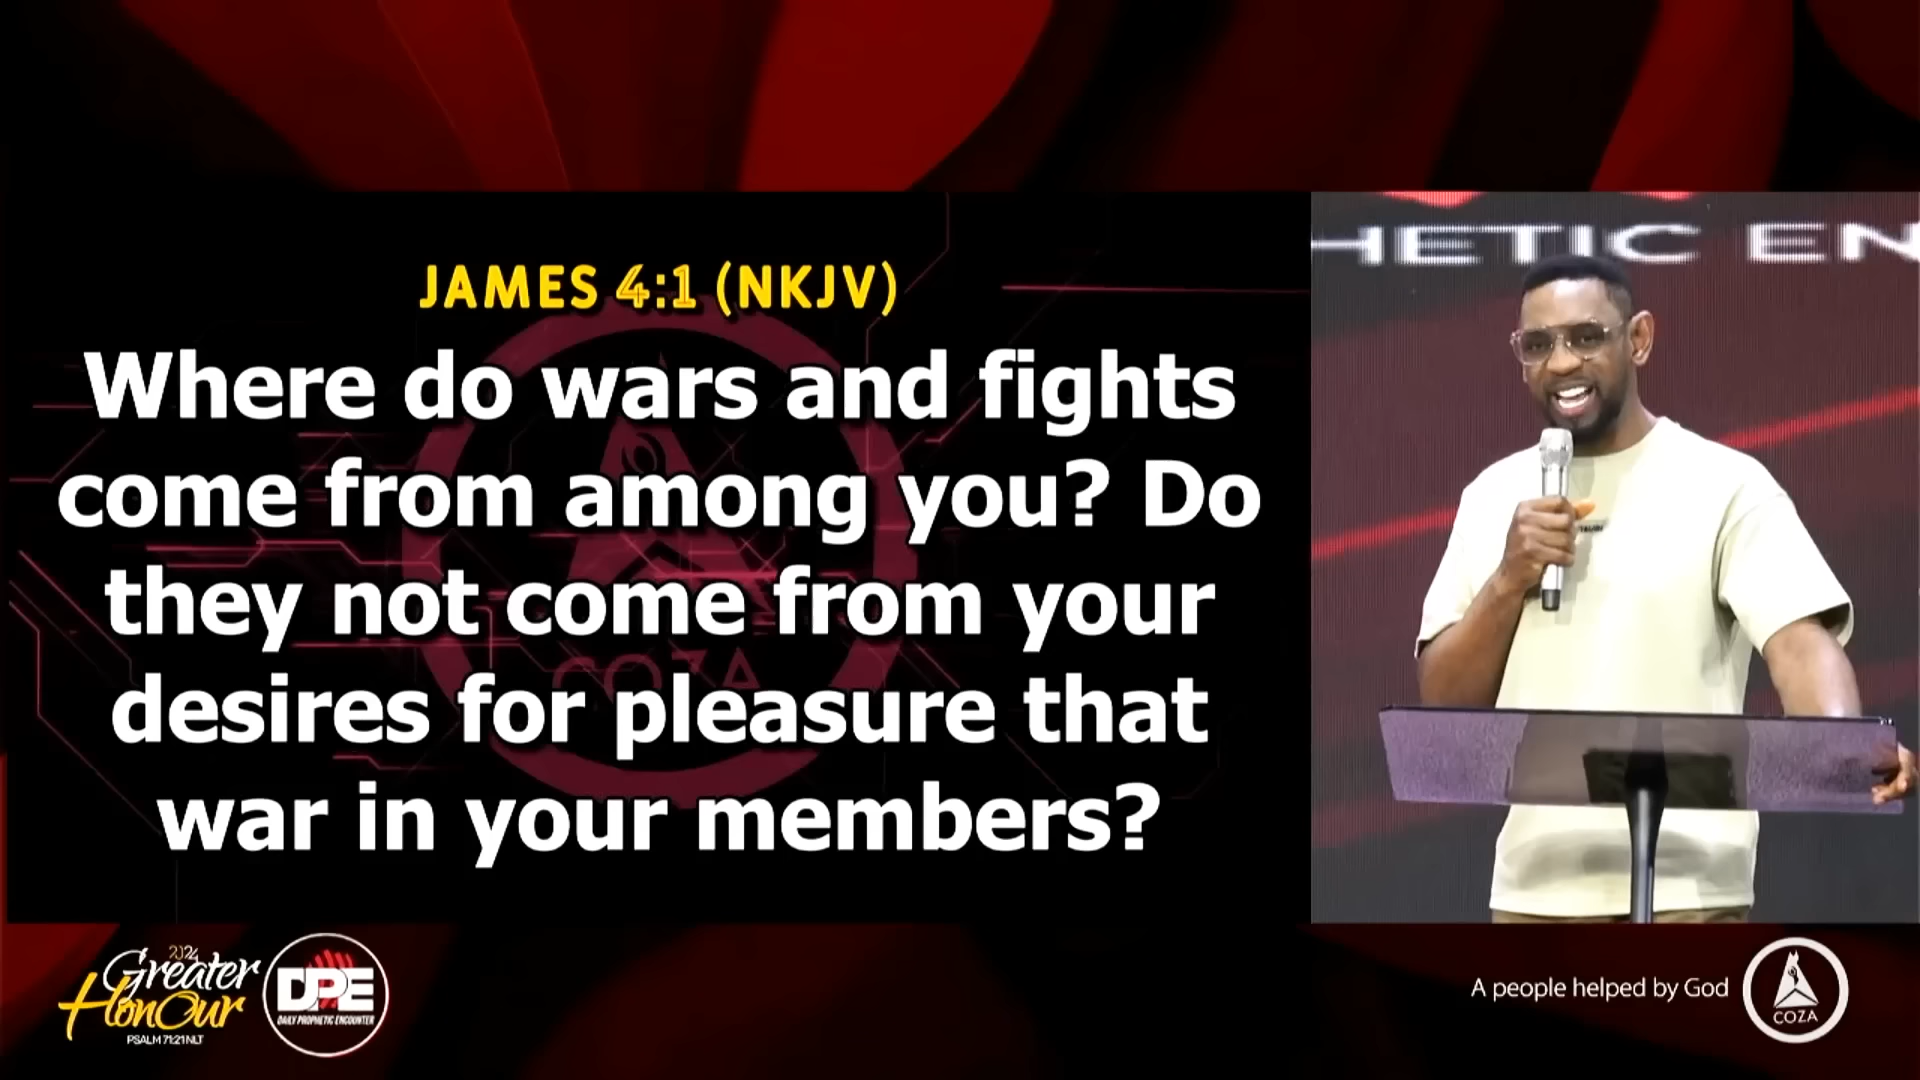 HETIC EN
JAMES 4:1 (NKJV)
Where do wars and fights
come from among you? Do
they not come from your
desires for pleasure that
war in your members?
COZA
2024
Greater
HonOur
PSALM 71:21 NLT
DPE
DAILY PROPHETIC ENCOUNTER
A people helped by God
COZA